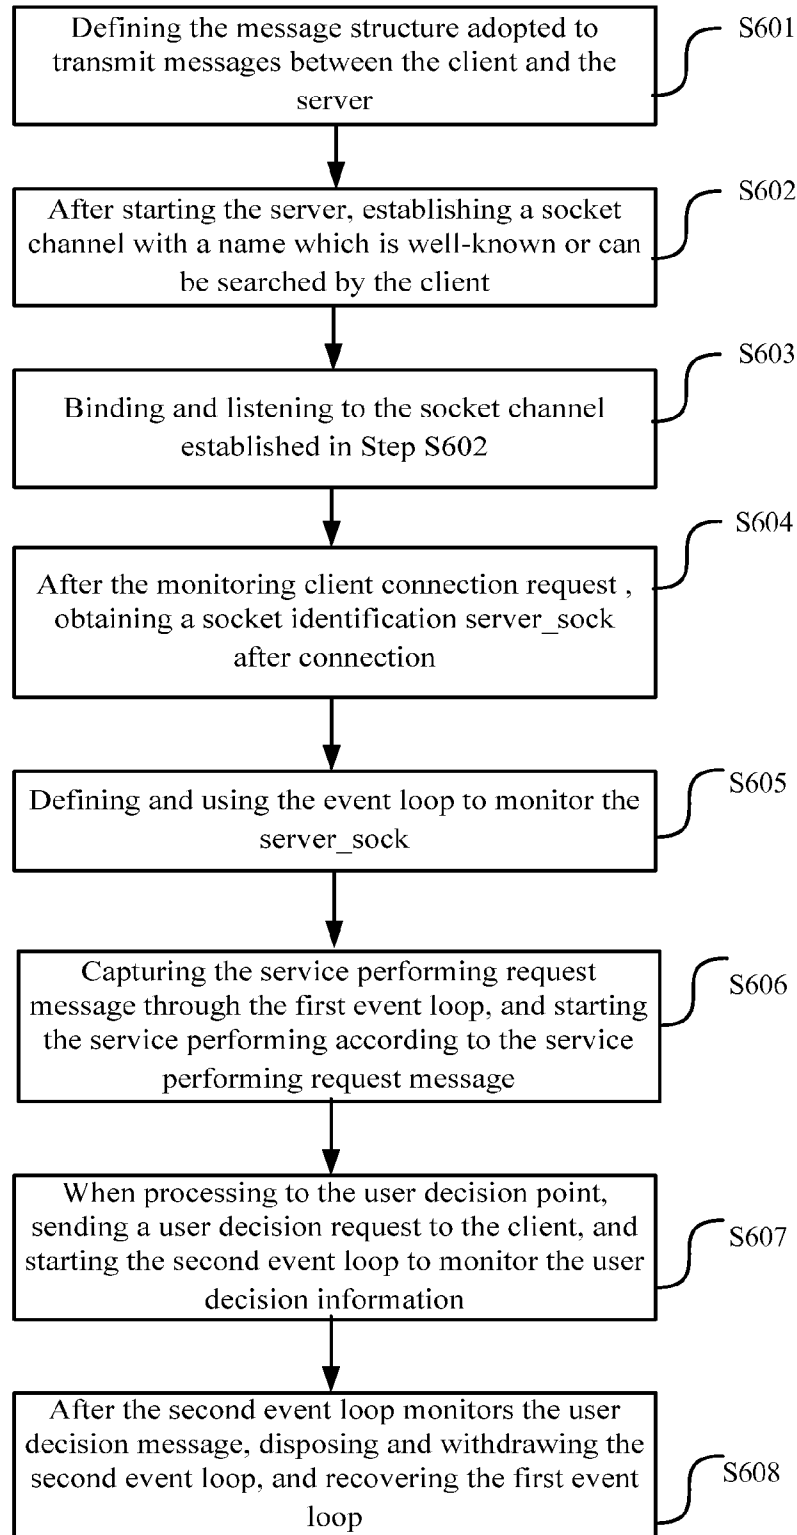 Defining the message structure adopted to
transmit messages between the client and the
server
S601
After starting the server, establishing a socket
channel with a name which is well-known or can
be searched by the client
S602
Binding and listening to the socket channel
established in Step S602
S603
After the monitoring client connection request ,
obtaining a socket identification server_sock
after connection
S604
Defining and using the event loop to monitor the
server_sock
S605
Capturing the service performing request
message through the first event loop, and starting
the service performing according to the service
performing request message
S606
When processing to the user decision point,
sending a user decision request to the client, and
starting the second event loop to monitor the user
decision information
S607
After the second event loop monitors the user
decision message, disposing and withdrawing the
second event loop, and recovering the first event
loop
S608